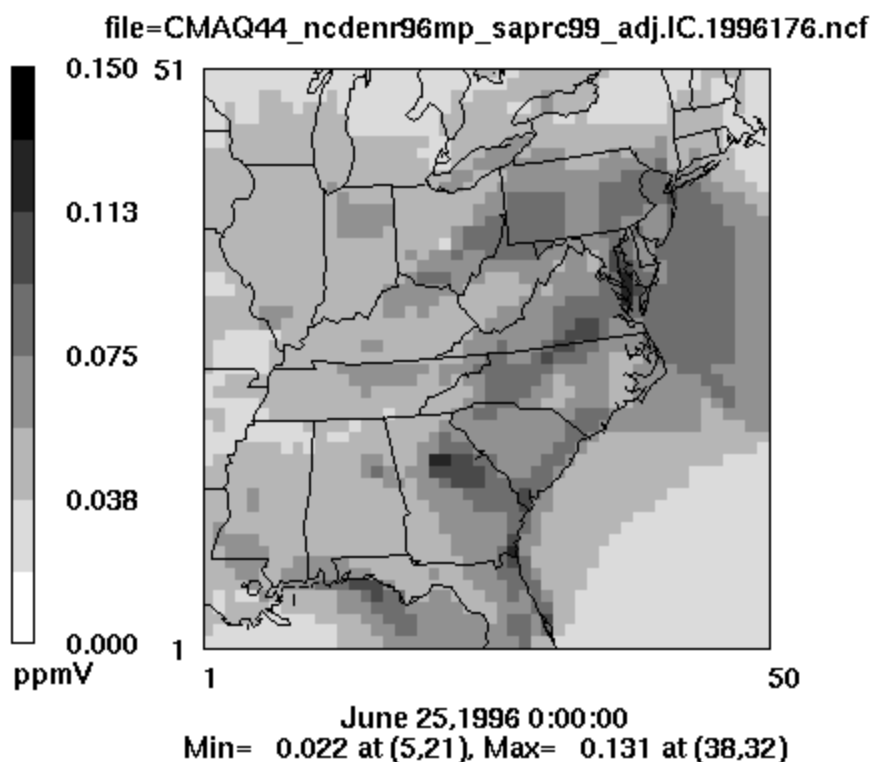 file=CMAQ44_ncdenr96mp_saprc99_adj.IC.1996176.ncf
0.150
51
0.113
0.075
0.038
0.000
1
ppmV
1
50
June 25,1996 0:00:00
Min= 0.022 at (5,21), Max= 0.131 at (38,32)